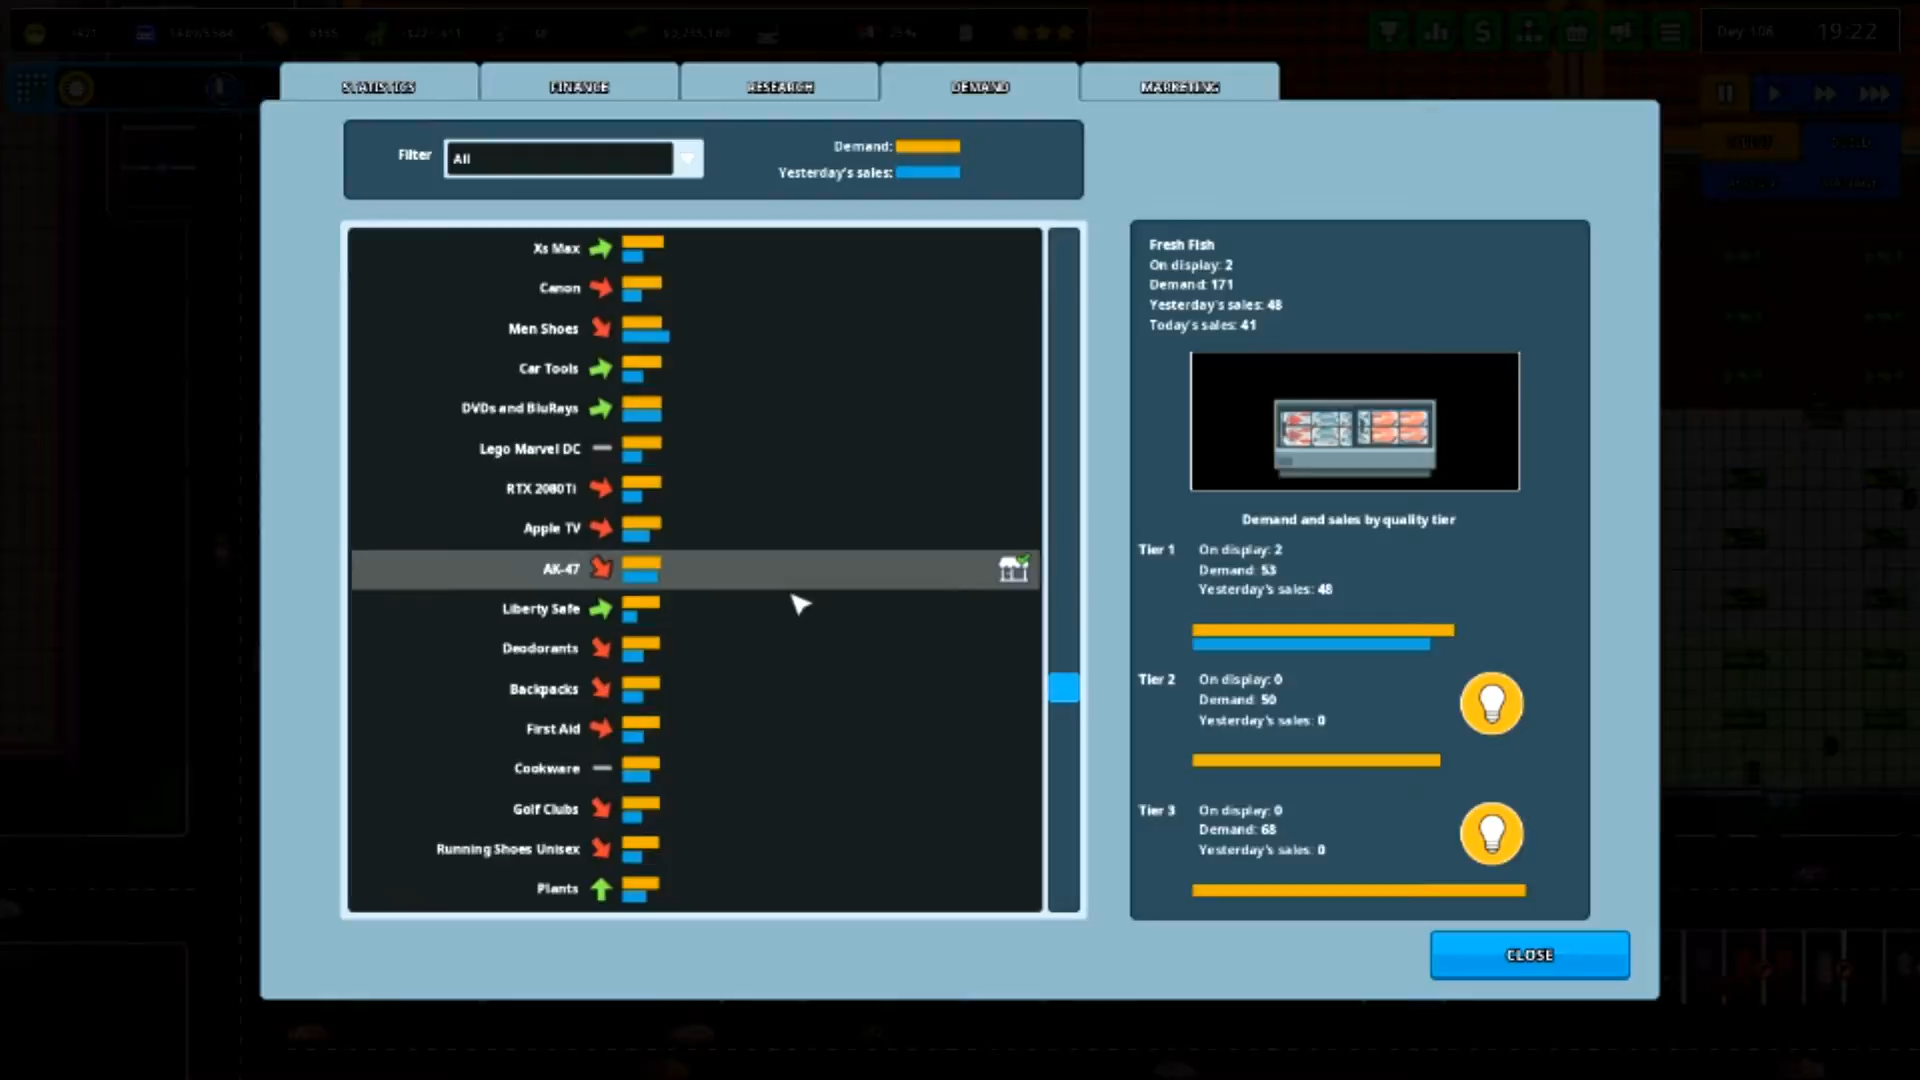 Day 106
19:22
STATISTICS
FINANCE
RESEARCH
DEMAND
MARKETING
Filter
All
Demand:
Yesterday's sales:
Xs Max
Canon
Men Shoes
Car Tools
DVDs and BluRays
Lego Marvel DC
RTX 2080Ti
Apple TV
AK-47
Liberty Safe
Deodorants
Backpacks
First Aid
Cookware
Golf Clubs
Running Shoes Unisex
Plants
Fresh Fish
On display: 2
Demand: 171
Yesterday's sales: 48
Today's sales: 41
Demand and sales by quality tier
Tier 1
On display: 2
Demand: 53
Yesterday's sales: 48
Tier 2
On display: 0
Demand: 50
Yesterday's sales: 0
Tier 3
On display: 0
Demand: 68
Yesterday's sales: 0
CLOSE